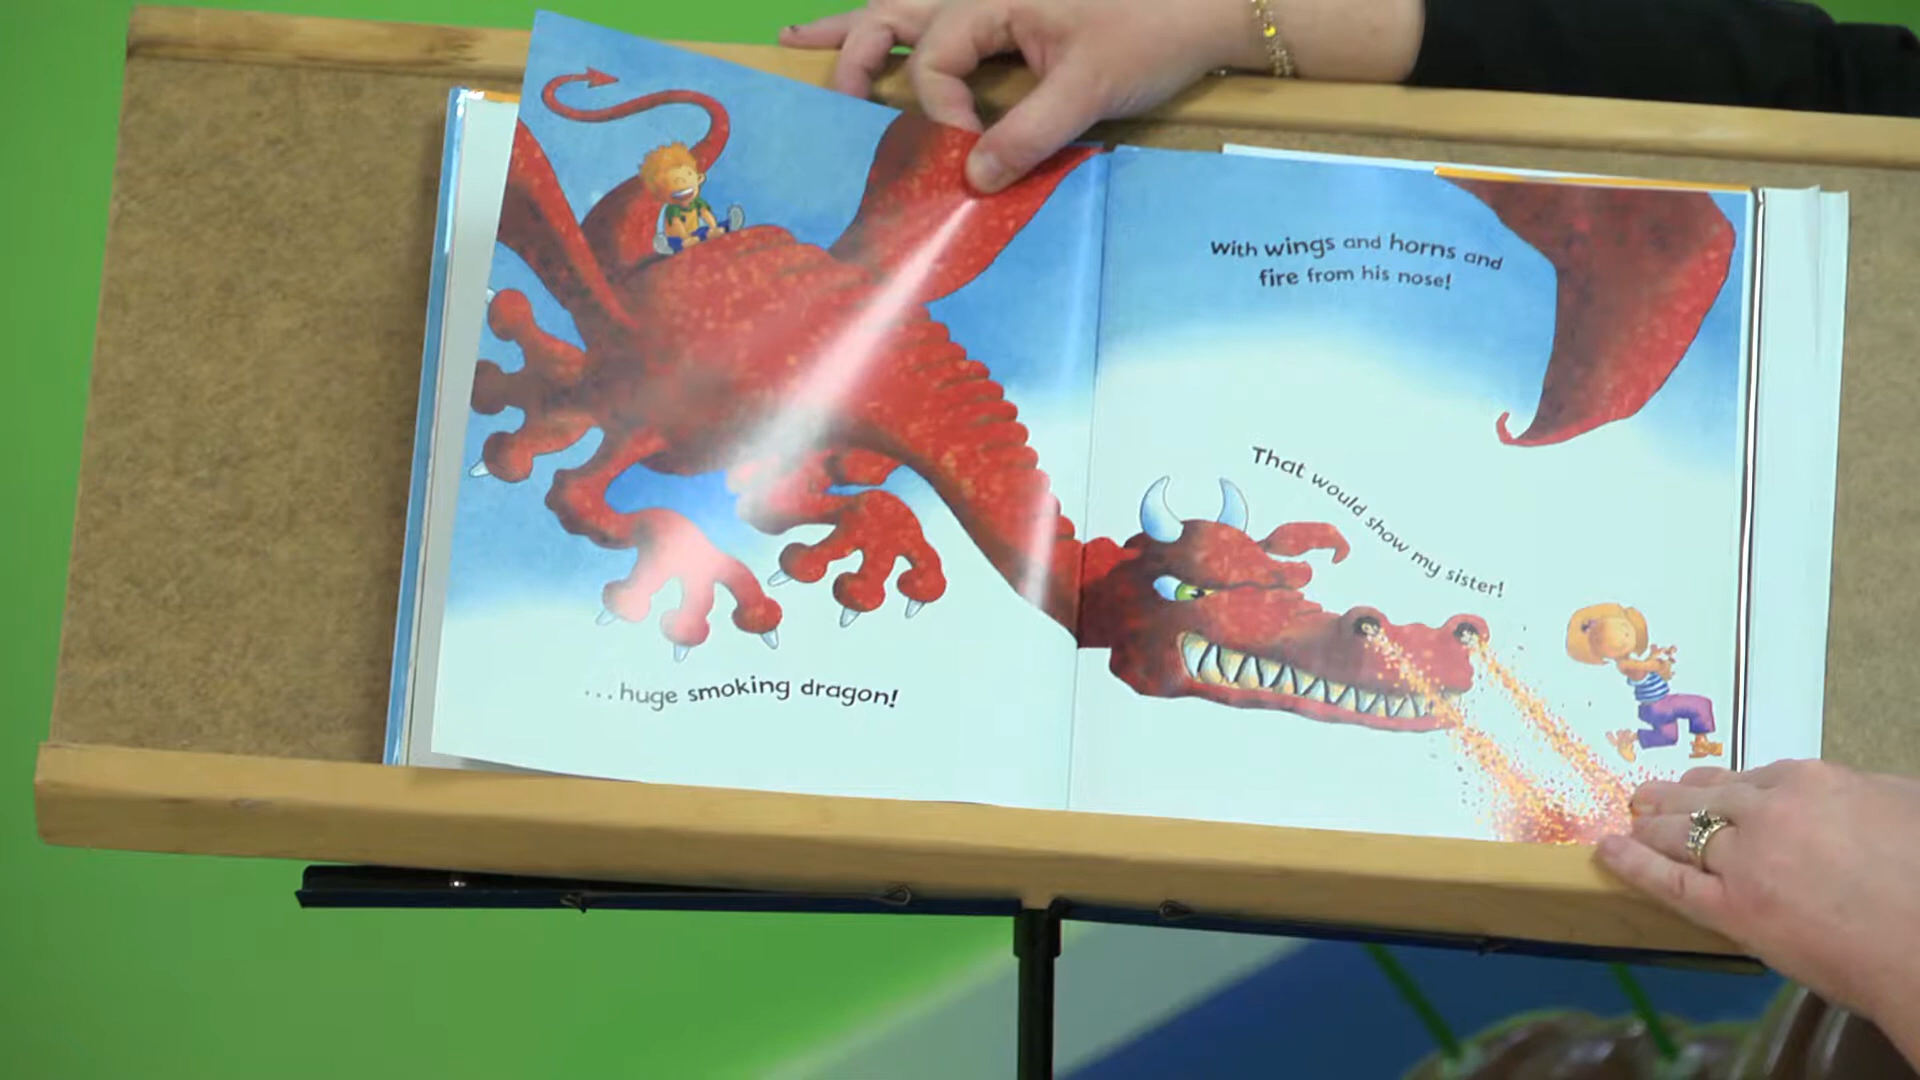 ...huge smoking dragon!
With wings and horns and
fire from his nose!
That would show my sister!